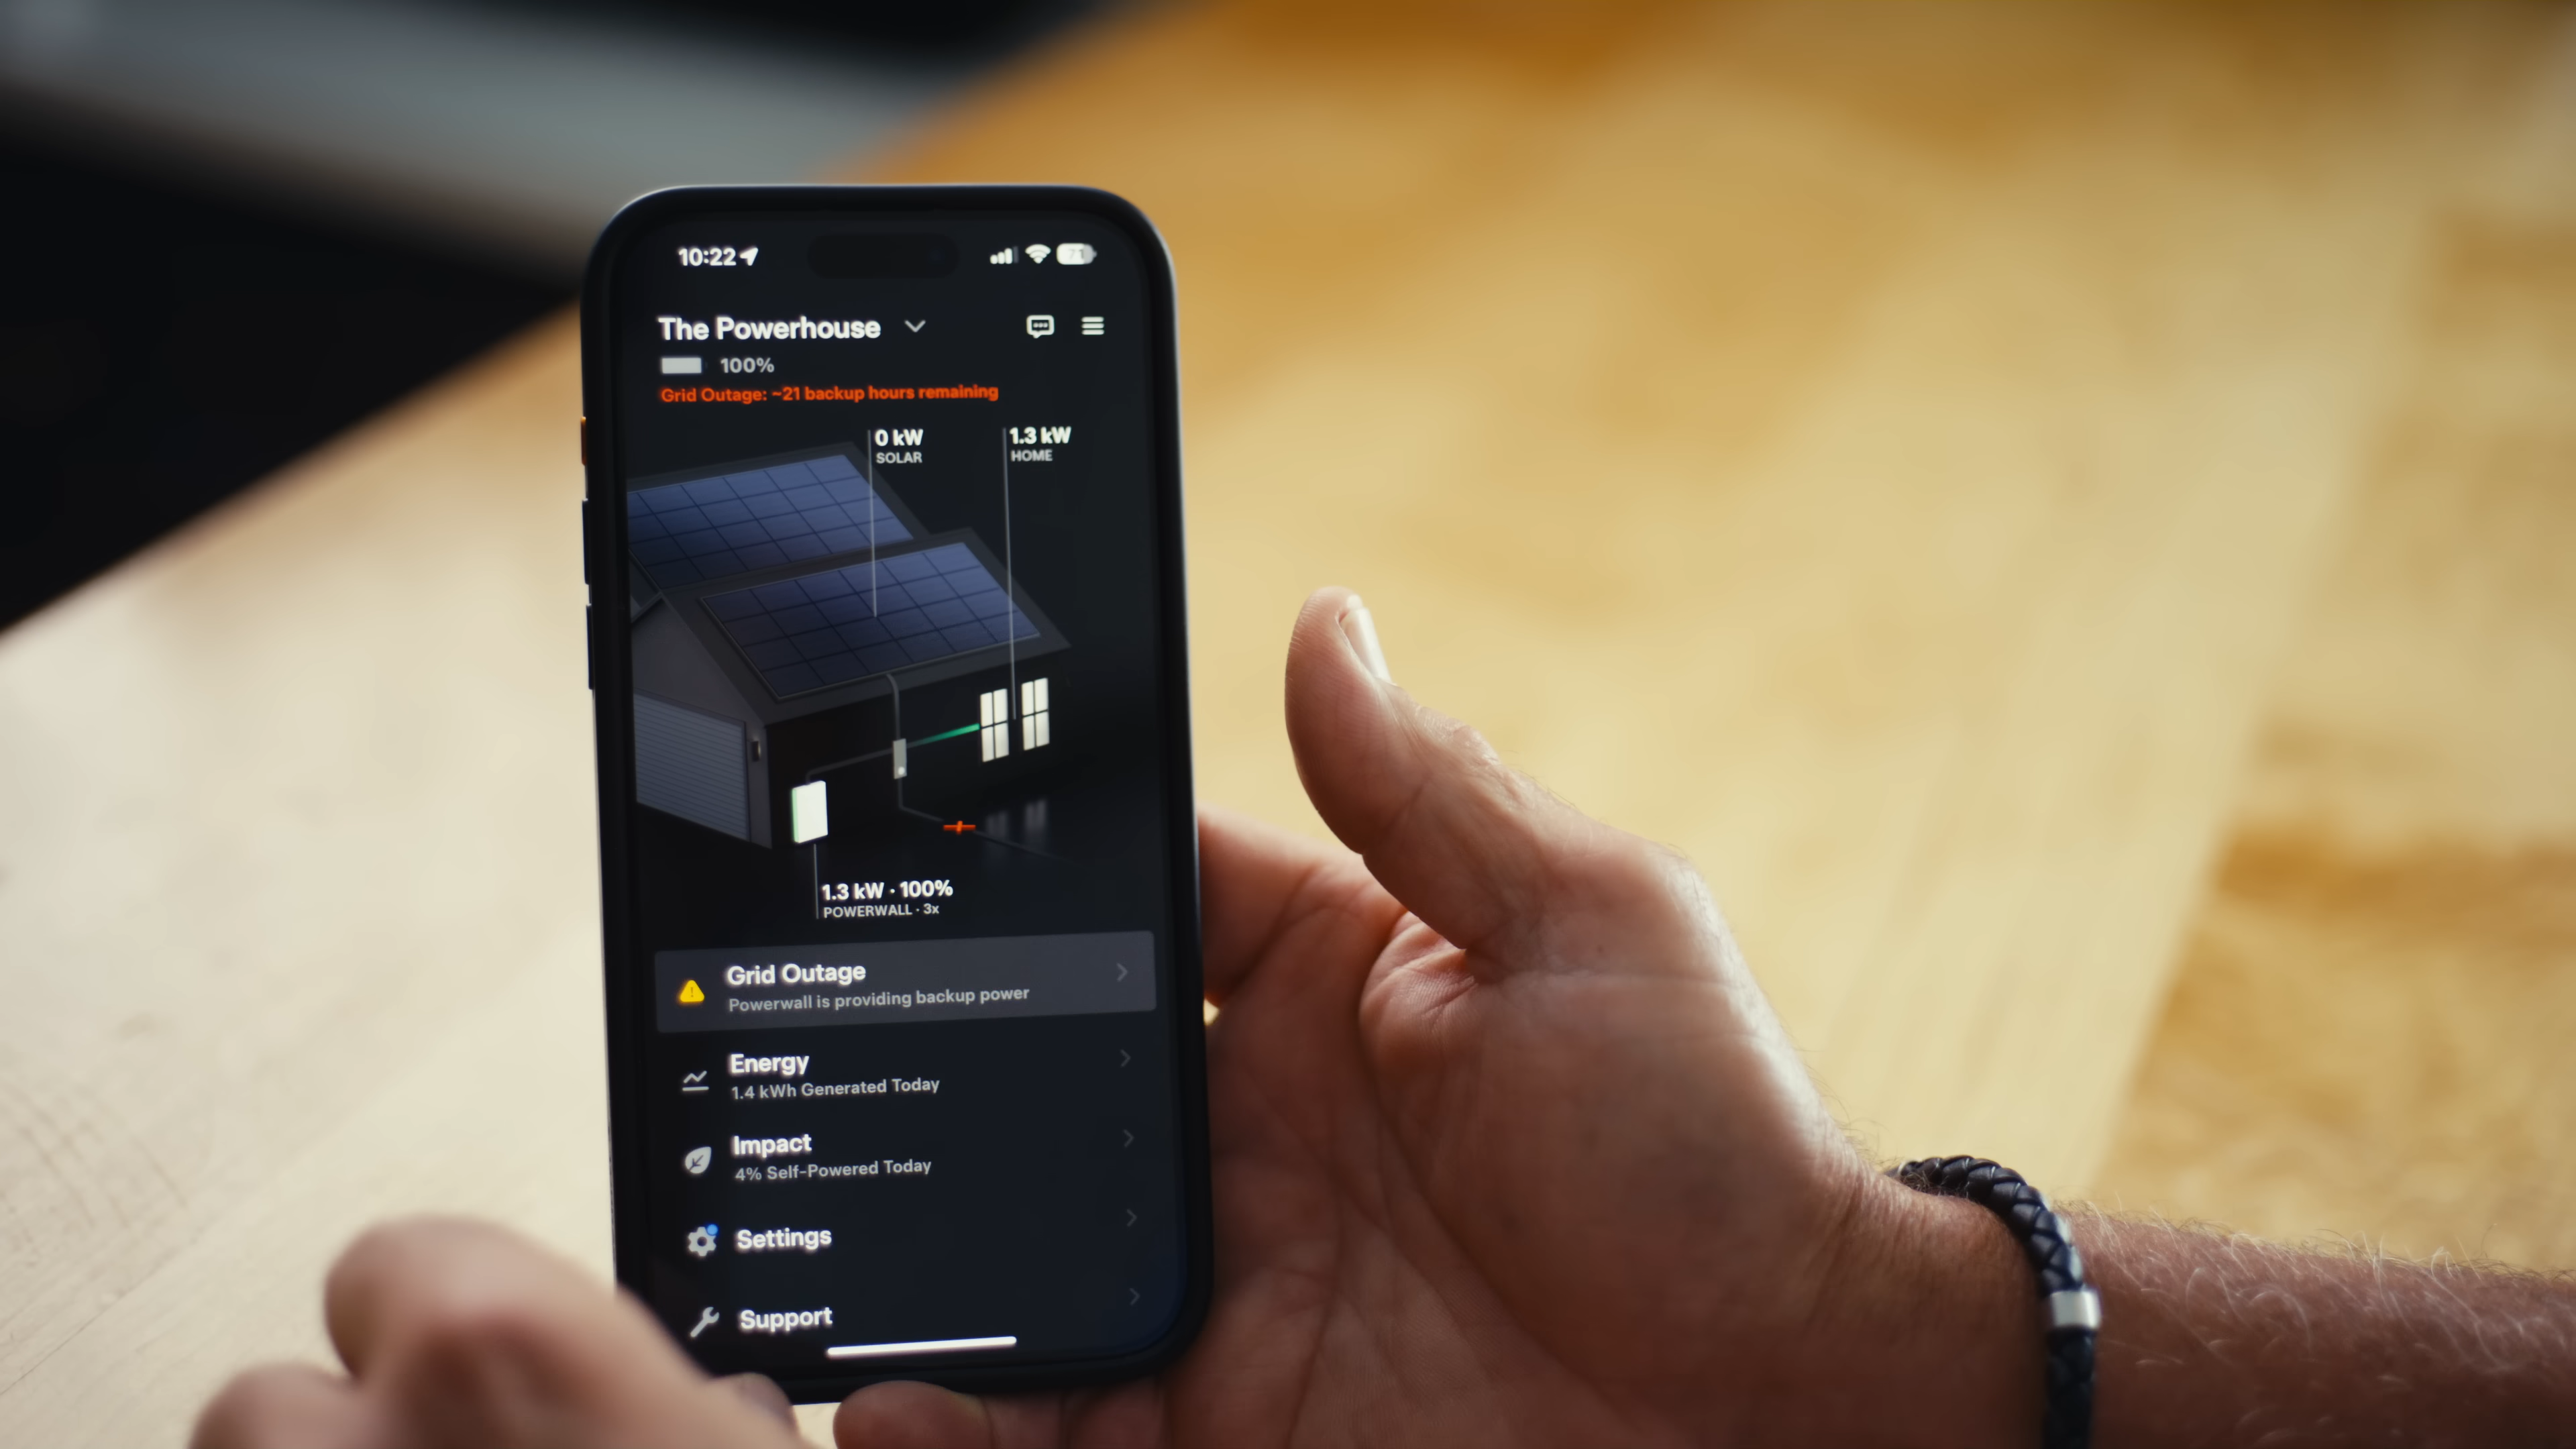 10:22
71
The Powerhouse
100%
Grid Outage: ~21 backup hours remaining
0 kW
SOLAR
1.3 kW
HOME
1.3 kW · 100%
POWERWALL · 3x
Grid Outage
Powerwall is providing backup power
Energy
1.4 kWh Generated Today
Impact
4% Self-Powered Today
Settings
Support